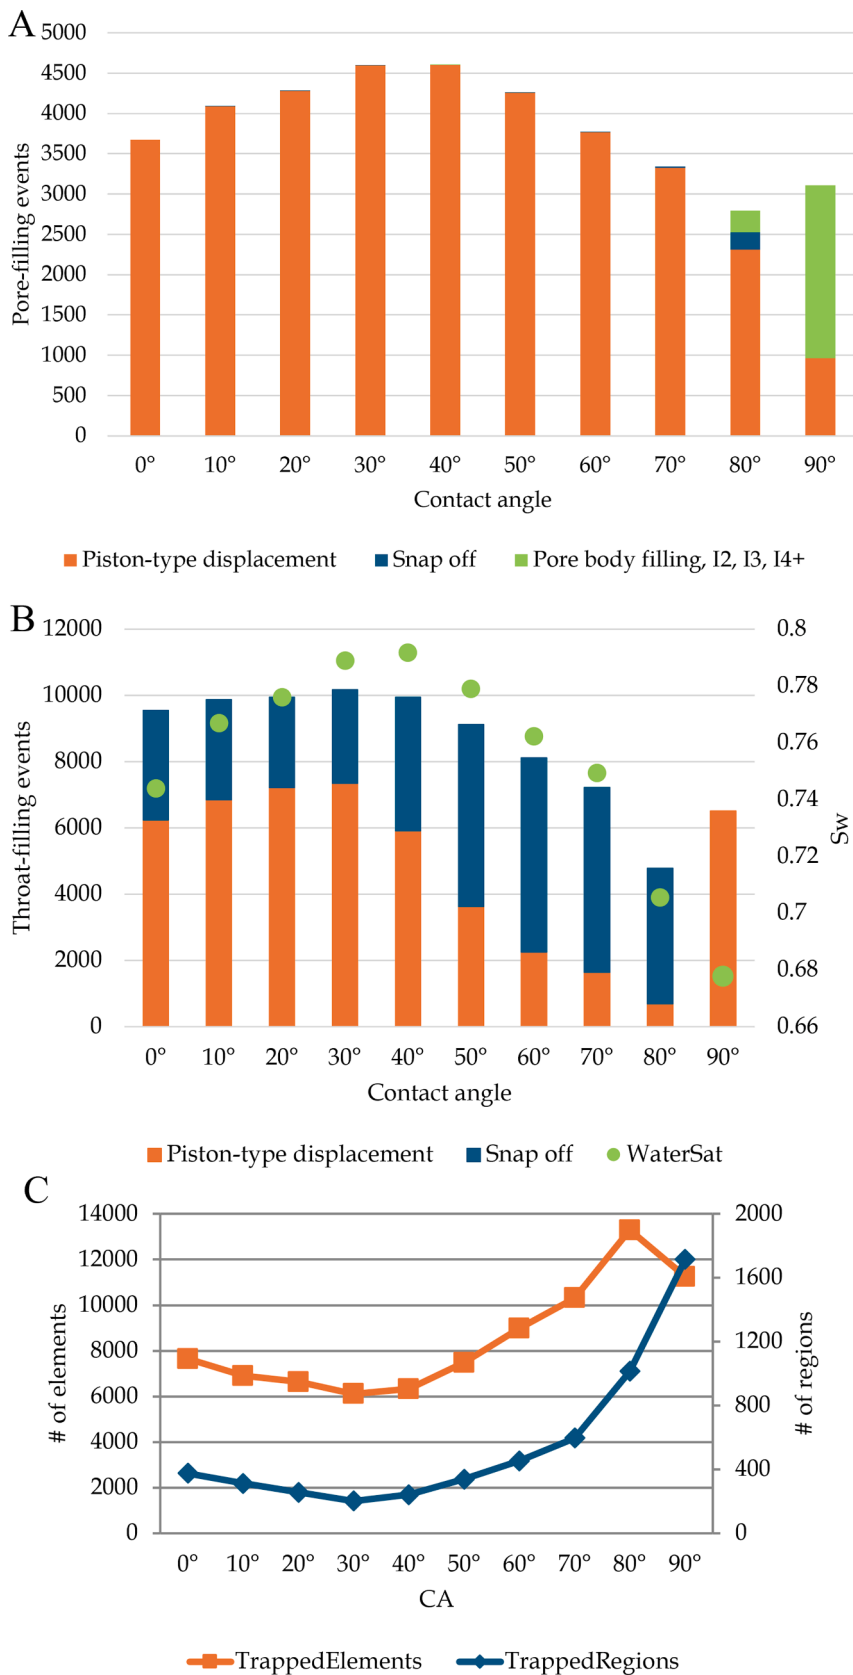 A
5000
4500
4000
3500
3000
2500
2000
1500
1000
500
0
Pore-filling events
0° 10° 20° 30° 40° 50° 60° 70° 80° 90°
Contact angle
Piston-type displacement Snap off Pore body filling, I2, I3, I4+
B
12000
10000
8000
6000
4000
2000
0
Throat-filling events
0.8
0.78
0.76
0.74
0.72
0.7
0.68
0.66
Sw
0° 10° 20° 30° 40° 50° 60° 70° 80° 90°
Contact angle
Piston-type displacement Snap off WaterSat
C
14000
12000
10000
8000
6000
4000
2000
0
# of elements
2000
1600
1200
800
400
0
# of regions
0° 10° 20° 30° 40° 50° 60° 70° 80° 90°
CA
TrappedElements TrappedRegions